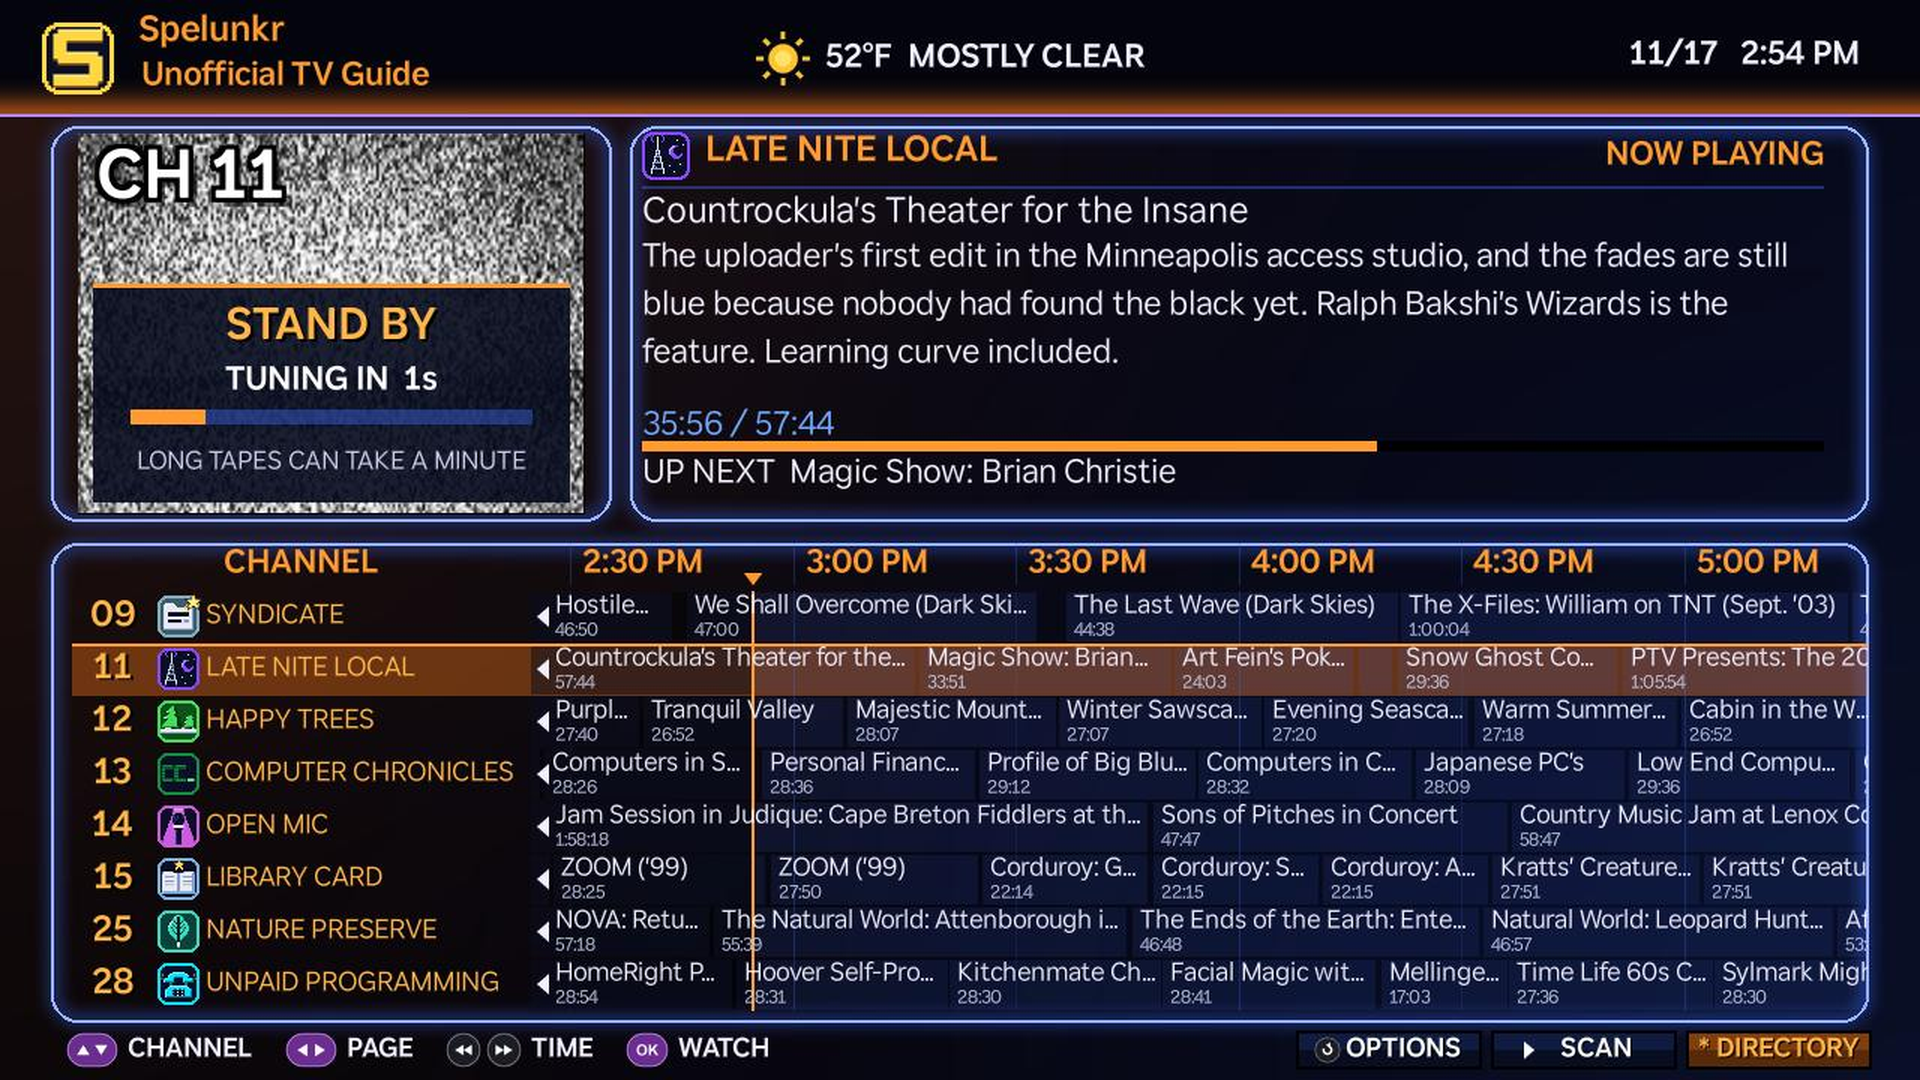 Spelunkr
Unofficial TV Guide
52°F MOSTLY CLEAR
11/17 2:54 PM
CH 11
STAND BY
TUNING IN 1s
LONG TAPES CAN TAKE A MINUTE
LATE NITE LOCAL
NOW PLAYING
Countrockula's Theater for the Insane
The uploader's first edit in the Minneapolis access studio, and the fades are still
blue because nobody had found the black yet. Ralph Bakshi's Wizards is the
feature. Learning curve included.
35:56 / 57:44
UP NEXT Magic Show: Brian Christie
CHANNEL 2:30 PM 3:00 PM 3:30 PM 4:00 PM 4:30 PM 5:00 PM
09 SYNDICATE Hostile... We Shall Overcome (Dark Ski... The Last Wave (Dark Skies) The X-Files: William on TNT (Sept. '03)
46:50 47:00 44:38 1:00:04
11 LATE NITE LOCAL Countrockula's Theater for the... Magic Show: Brian... Art Fein's Pok... Snow Ghost Co... PTV Presents: The 20
57:44 33:51 24:03 29:36 1:05:54
12 HAPPY TREES Purpl... Tranquil Valley Majestic Mount... Winter Sawsca... Evening Seasca... Warm Summer... Cabin in the W...
27:40 26:52 28:07 27:07 27:20 27:18 26:52
13 COMPUTER CHRONICLES Computers in S... Personal Financ... Profile of Big Blu... Computers in C... Japanese PC's Low End Compu...
28:26 28:36 29:12 28:32 28:09 29:36
14 OPEN MIC Jam Session in Judique: Cape Breton Fiddlers at th... Sons of Pitches in Concert Country Music Jam at Lenox Co
1:58:18 47:47 58:47
15 LIBRARY CARD ZOOM ('99) ZOOM ('99) Corduroy: G... Corduroy: S... Corduroy: A... Kratts' Creature... Kratts' Creatu
28:25 27:50 22:14 22:15 22:15 27:51 27:51
25 NATURE PRESERVE NOVA: Retu... The Natural World: Attenborough i... The Ends of the Earth: Ente... Natural World: Leopard Hunt...
57:18 55:39 46:48 46:57 53:
28 UNPAID PROGRAMMING HomeRight P... Hoover Self-Pro... Kitchenmate Ch... Facial Magic wit... Mellinge... Time Life 60s C... Sylmark Migh
28:54 28:31 28:30 28:41 17:03 27:36 28:30
CHANNEL PAGE TIME OK WATCH OPTIONS SCAN * DIRECTORY